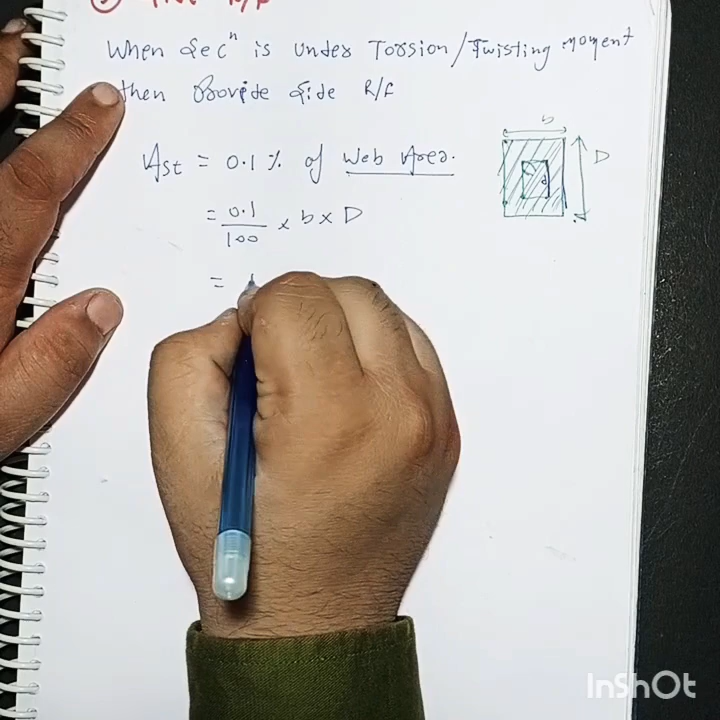 When Secⁿ is under Torsion/Twisting moment
then Provide Side R/f
Ast = 0.1% of Web Area.
= 0.1/100 × b × D
=
b
D
InShOt